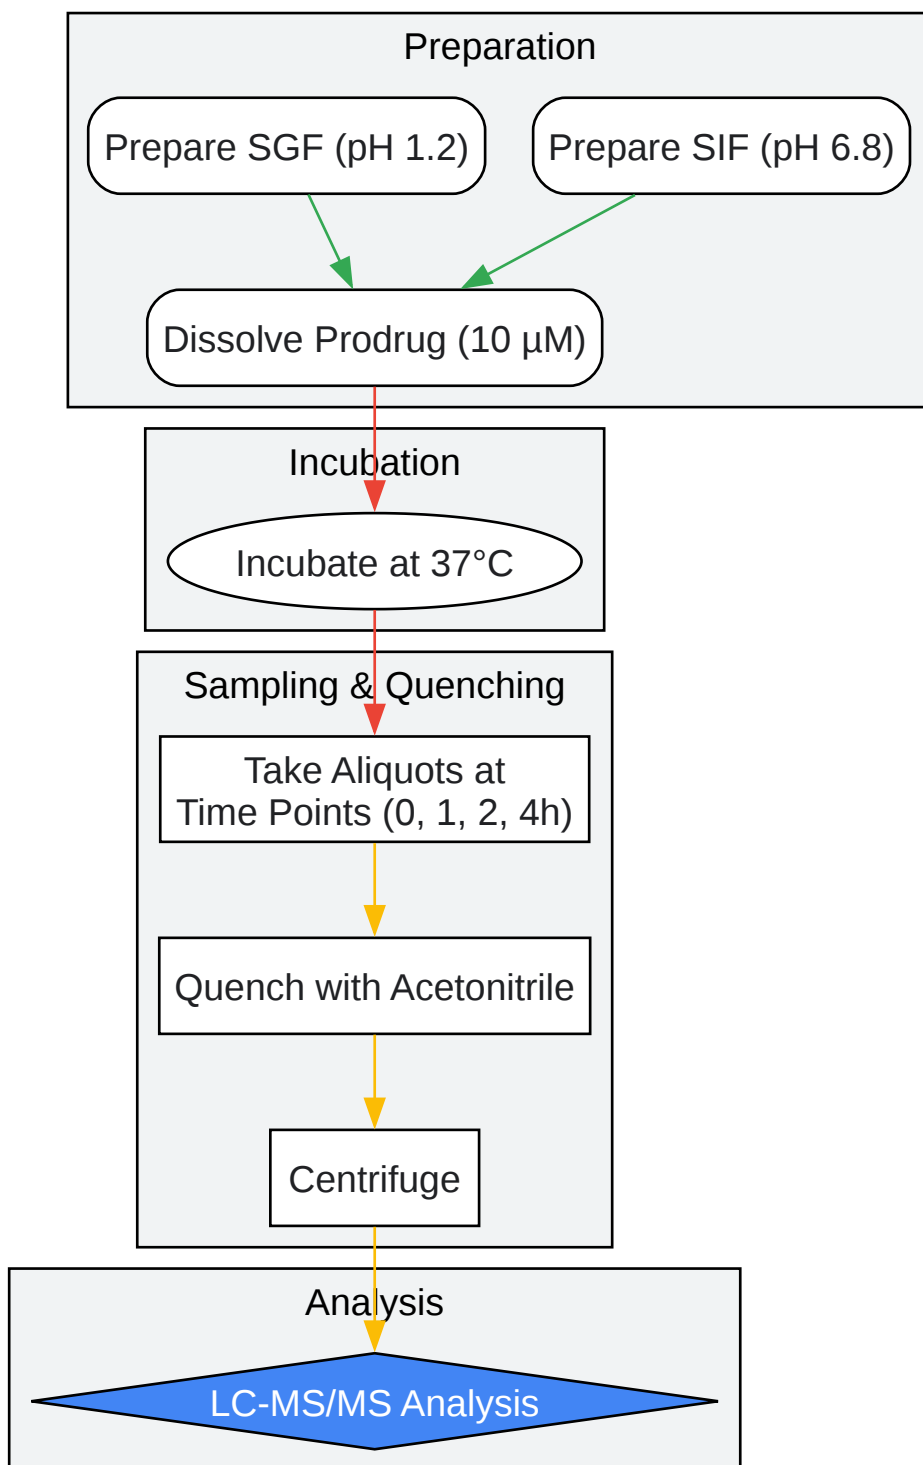 Preparation
Prepare SGF (pH 1.2)
Prepare SIF (pH 6.8)
Dissolve Prodrug (10 µM)
Incubation
Incubate at 37°C
Sampling & Quenching
Take Aliquots at
Time Points (0, 1, 2, 4h)
Quench with Acetonitrile
Centrifuge
Analysis
LC-MS/MS Analysis